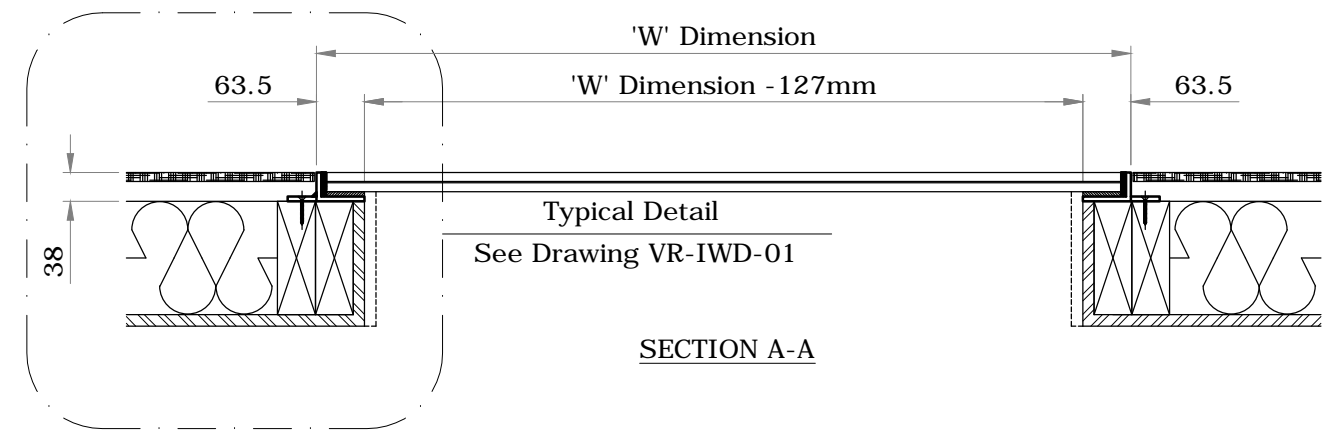 'W' Dimension
63.5
'W' Dimension -127mm
63.5
38
Typical Detail
See Drawing VR-IWD-01
SECTION A-A